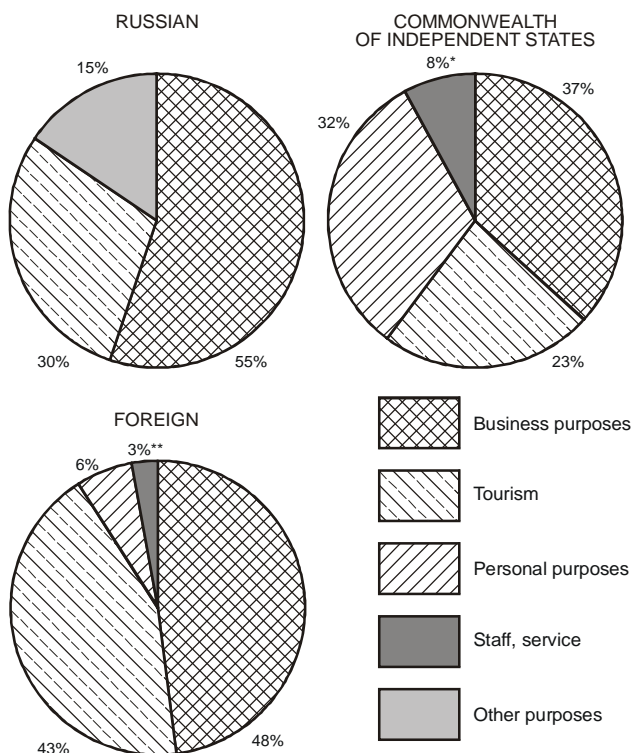 RUSSIAN
15%
30%
55%
COMMONWEALTH
OF INDEPENDENT STATES
8%*
37%
32%
23%
FOREIGN
3%**
6%
43%
48%
Business purposes
Tourism
Personal purposes
Staff, service
Other purposes